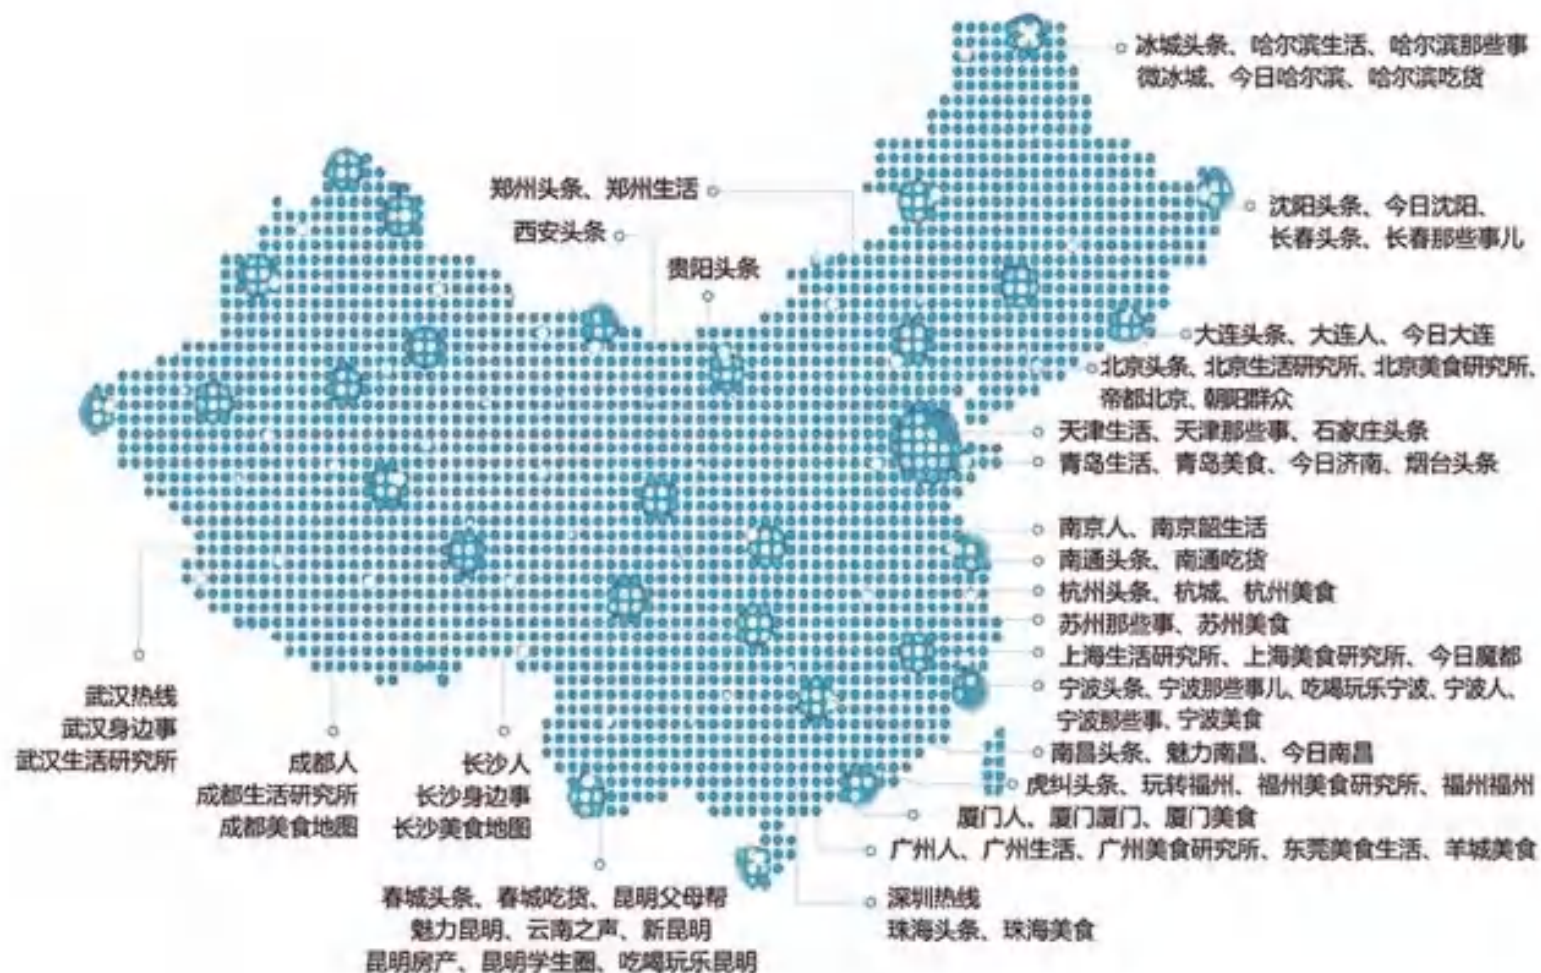 冰城头条、哈尔滨生活、哈尔滨那些事
微冰城、今日哈尔滨、哈尔滨吃货
郑州头条、郑州生活
西安头条
贵阳头条
沈阳头条、今日沈阳、
长春头条、长春那些事儿
大连头条、大连人、今日大连
北京头条、北京生活研究所、北京美食研究所、
帝都北京、朝阳群众
天津生活、天津那些事、石家庄头条
青岛生活、青岛美食、今日济南、烟台头条
南京人、南京韶生活
南通头条、南通吃货
杭州头条、杭城、杭州美食
苏州那些事、苏州美食
上海生活研究所、上海美食研究所、今日魔都
宁波头条、宁波那些事儿、吃喝玩乐宁波、宁波人、
宁波那些事、宁波美食
南昌头条、魅力南昌、今日南昌
虎纠头条、玩转福州、福州美食研究所、福州福州
厦门人、厦门厦门、厦门美食
广州人、广州生活、广州美食研究所、东莞美食生活、羊城美食
深圳热线
珠海头条、珠海美食
武汉热线
武汉身边事
武汉生活研究所
成都人
成都生活研究所
成都美食地图
长沙人
长沙身边事
长沙美食地图
春城头条、春城吃货、昆明父母帮
魅力昆明、云南之声、新昆明
昆明房产、昆明学生圈、吃喝玩乐昆明